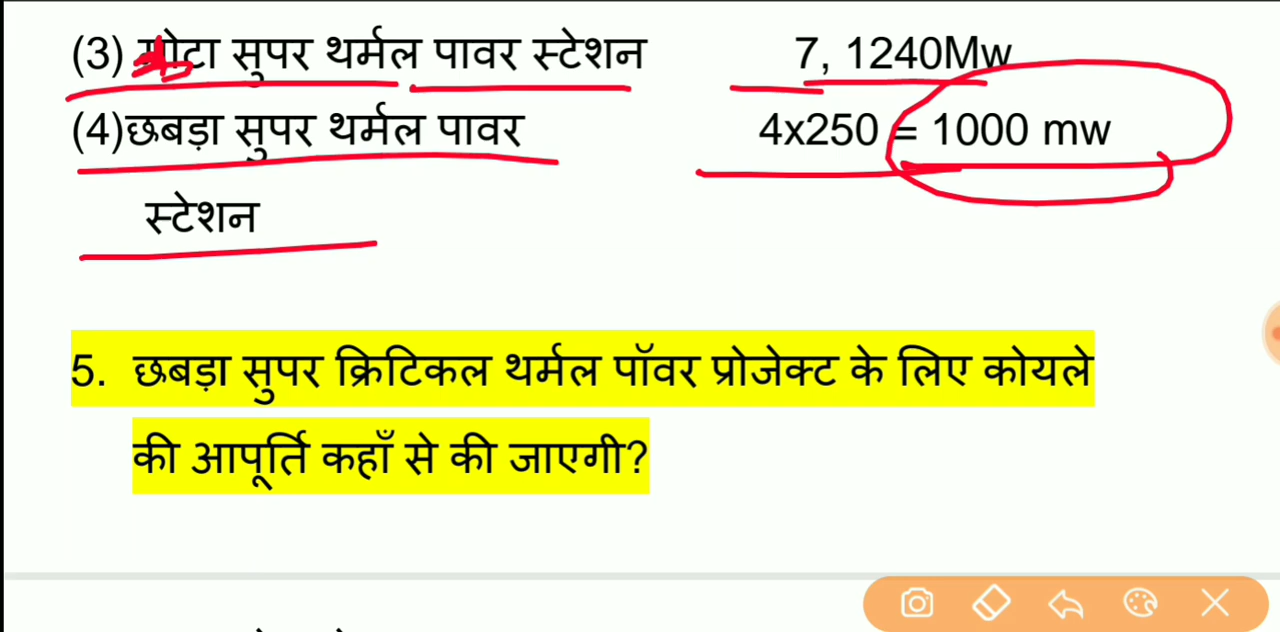 (3) मोटा सुपर थर्मल पावर स्टेशन 7, 1240Mw
(4)छबड़ा सुपर थर्मल पावर 4x250 = 1000 mw
स्टेशन
5. छबड़ा सुपर क्रिटिकल थर्मल पॉवर प्रोजेक्ट के लिए कोयले
की आपूर्ति कहाँ से की जाएगी?